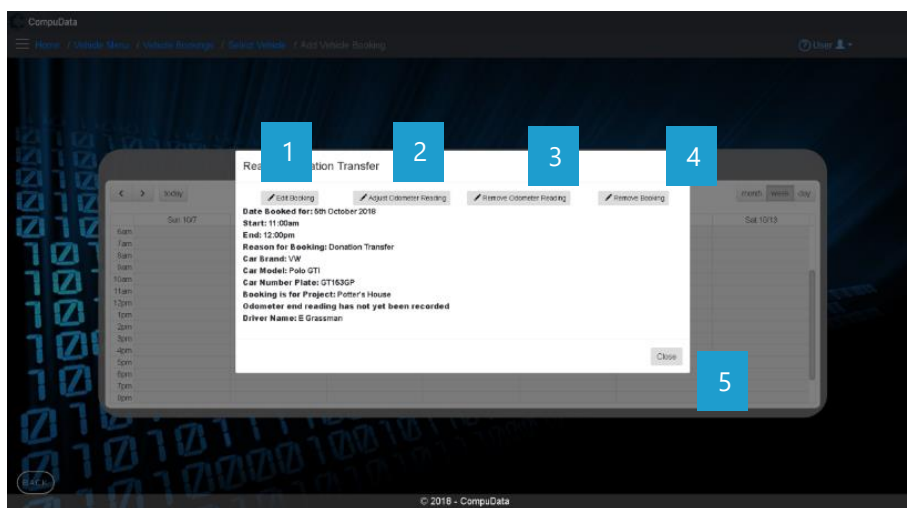 CompuData
Home / Vehicle Menu / Vehicle Bookings / Select Vehicle / Add Vehicle Booking
User
1
2
3
4
Transfer
Edit Booking
Adjust Odometer Reading
Remove Odometer Reading
Remove Booking
today
month week day
Date Booked for: 5th October 2018
Start: 11:00am
End: 12:00pm
Reason for Booking: Donation Transfer
Car Brand: VW
Car Model: Polo GTI
Car Number Plate: GT163GP
Booking is for Project: Potter's House
Odometer end reading has not yet been recorded
Driver Name: E Grassman
Close
5
Sun 10/7
Sat 10/13
6am
7am
8am
9am
10am
11am
12pm
1pm
2pm
3pm
4pm
5pm
6pm
7pm
8pm
BACK
© 2018 - CompuData